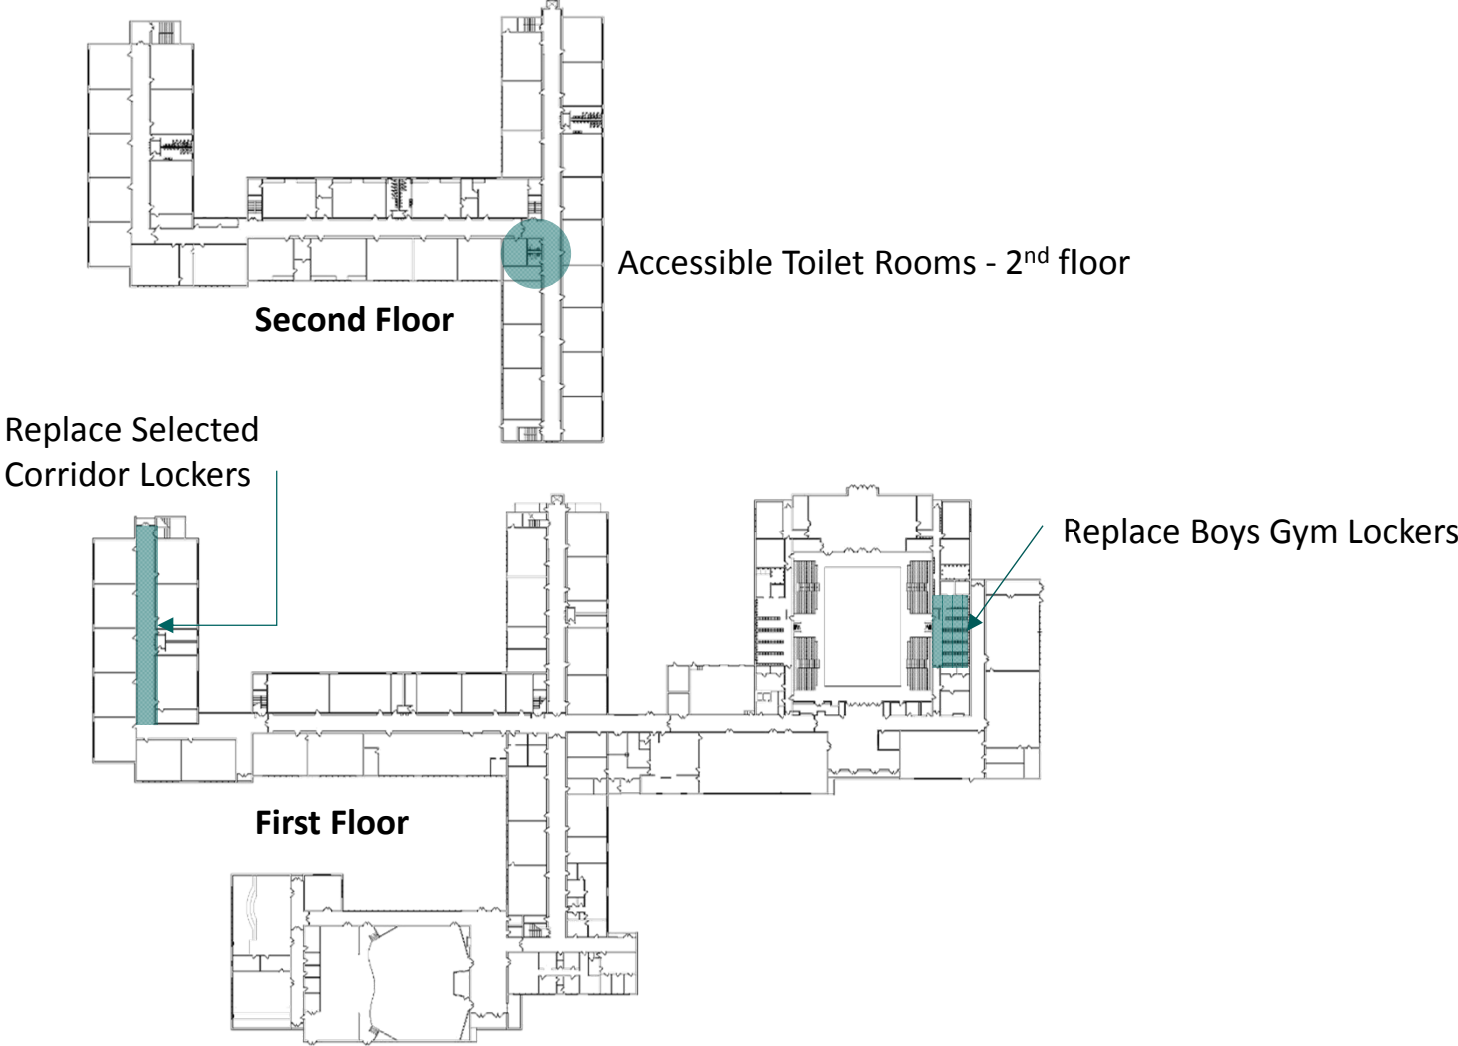 Accessible Toilet Rooms - 2nd floor
Second Floor
Replace Selected
Corridor Lockers
Replace Boys Gym Lockers
First Floor